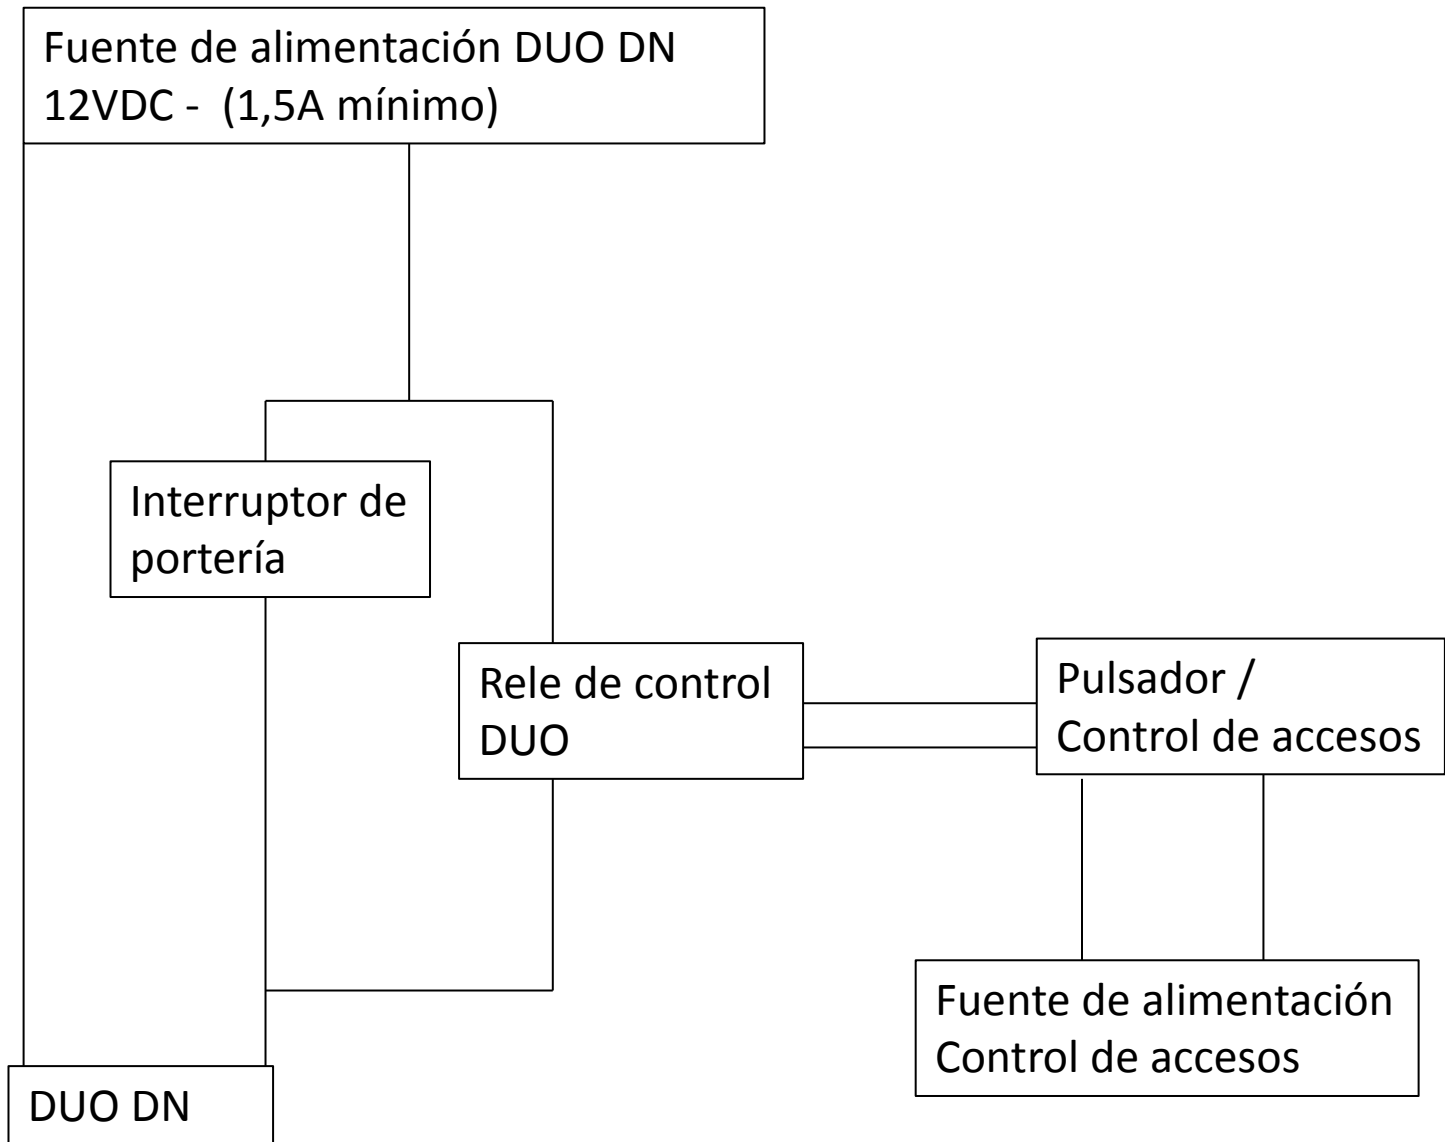 Fuente de alimentación DUO DN
12VDC -  (1,5A mínimo)
Interruptor de
portería
Rele de control
DUO
Pulsador /
Control de accesos
Fuente de alimentación
Control de accesos
DUO DN